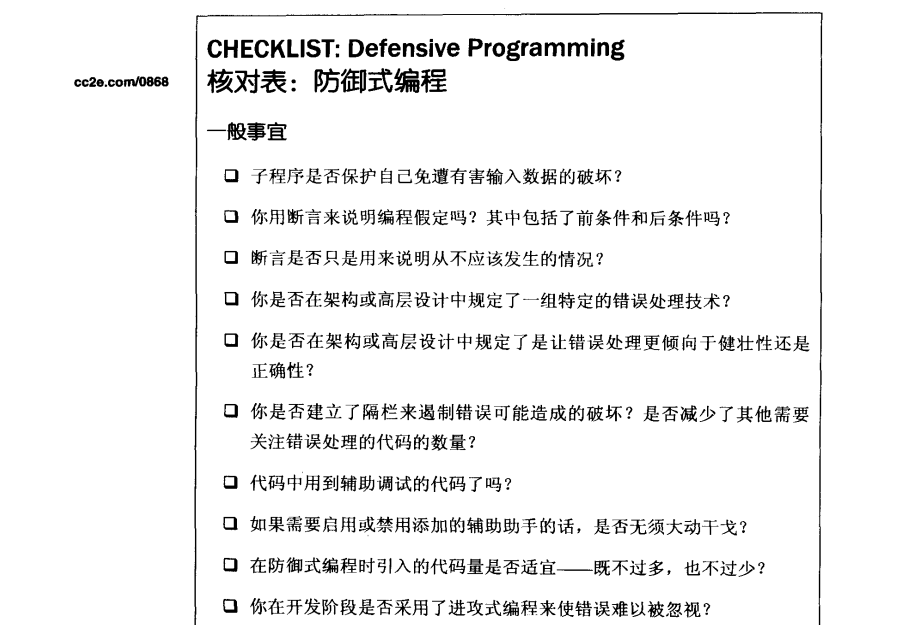 CHECKLIST: Defensive Programming
cc2e.com/0868
核对表：防御式编程
一般事宜
❏ 子程序是否保护自己免遭有害输入数据的破坏？
❏ 你用断言来说明编程假定吗？其中包括了前条件和后条件吗？
❏ 断言是否只是用来说明从不应该发生的情况？
❏ 你是否在架构或高层设计中规定了一组特定的错误处理技术？
❏ 你是否在架构或高层设计中规定了是让错误处理更倾向于健壮性还是
正确性？
❏ 你是否建立了隔栏来遏制错误可能造成的破坏？是否减少了其他需要
关注错误处理的代码的数量？
❏ 代码中用到辅助调试的代码了吗？
❏ 如果需要启用或禁用添加的辅助助手的话，是否无须大动干戈？
❏ 在防御式编程时引入的代码量是否适宜——既不过多，也不过少？
❏ 你在开发阶段是否采用了进攻式编程来使错误难以被忽视？